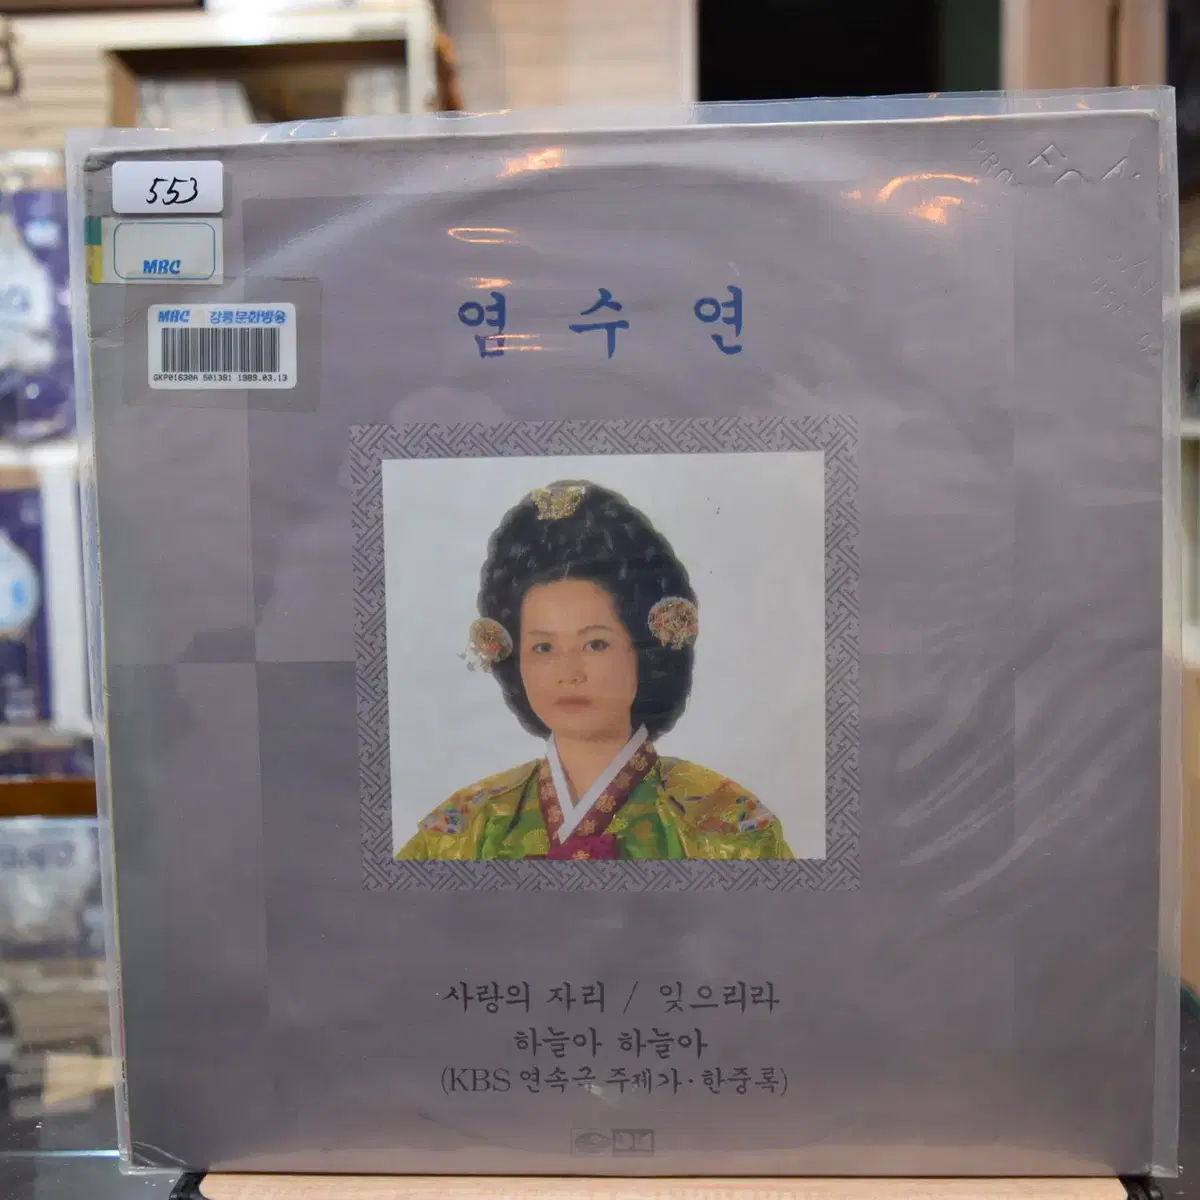 553
MBC
MBC 강릉문화방송
GKP01630A 501381 1989.03.13
염 수 연
사랑의 자리 / 잊으리라
하늘아 하늘아
(KBS 연속극 주제가·한중록)